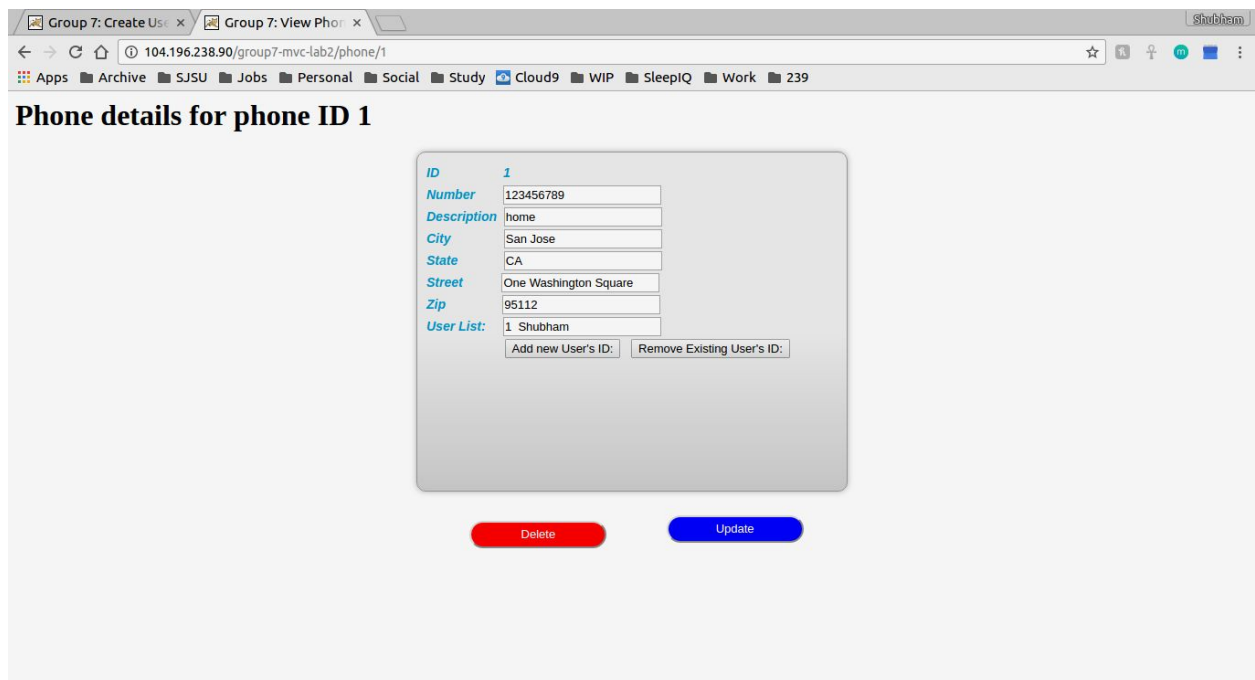 Group 7: Create Use Group 7: View Phon Shubham
104.196.238.90/group7-mvc-lab2/phone/1
Apps Archive SJSU Jobs Personal Social Study Cloud9 WIP SleepIQ Work 239
Phone details for phone ID 1
ID 1
Number 123456789
Description home
City San Jose
State CA
Street One Washington Square
Zip 95112
User List: 1 Shubham
Add new User's ID: Remove Existing User's ID:
Delete Update